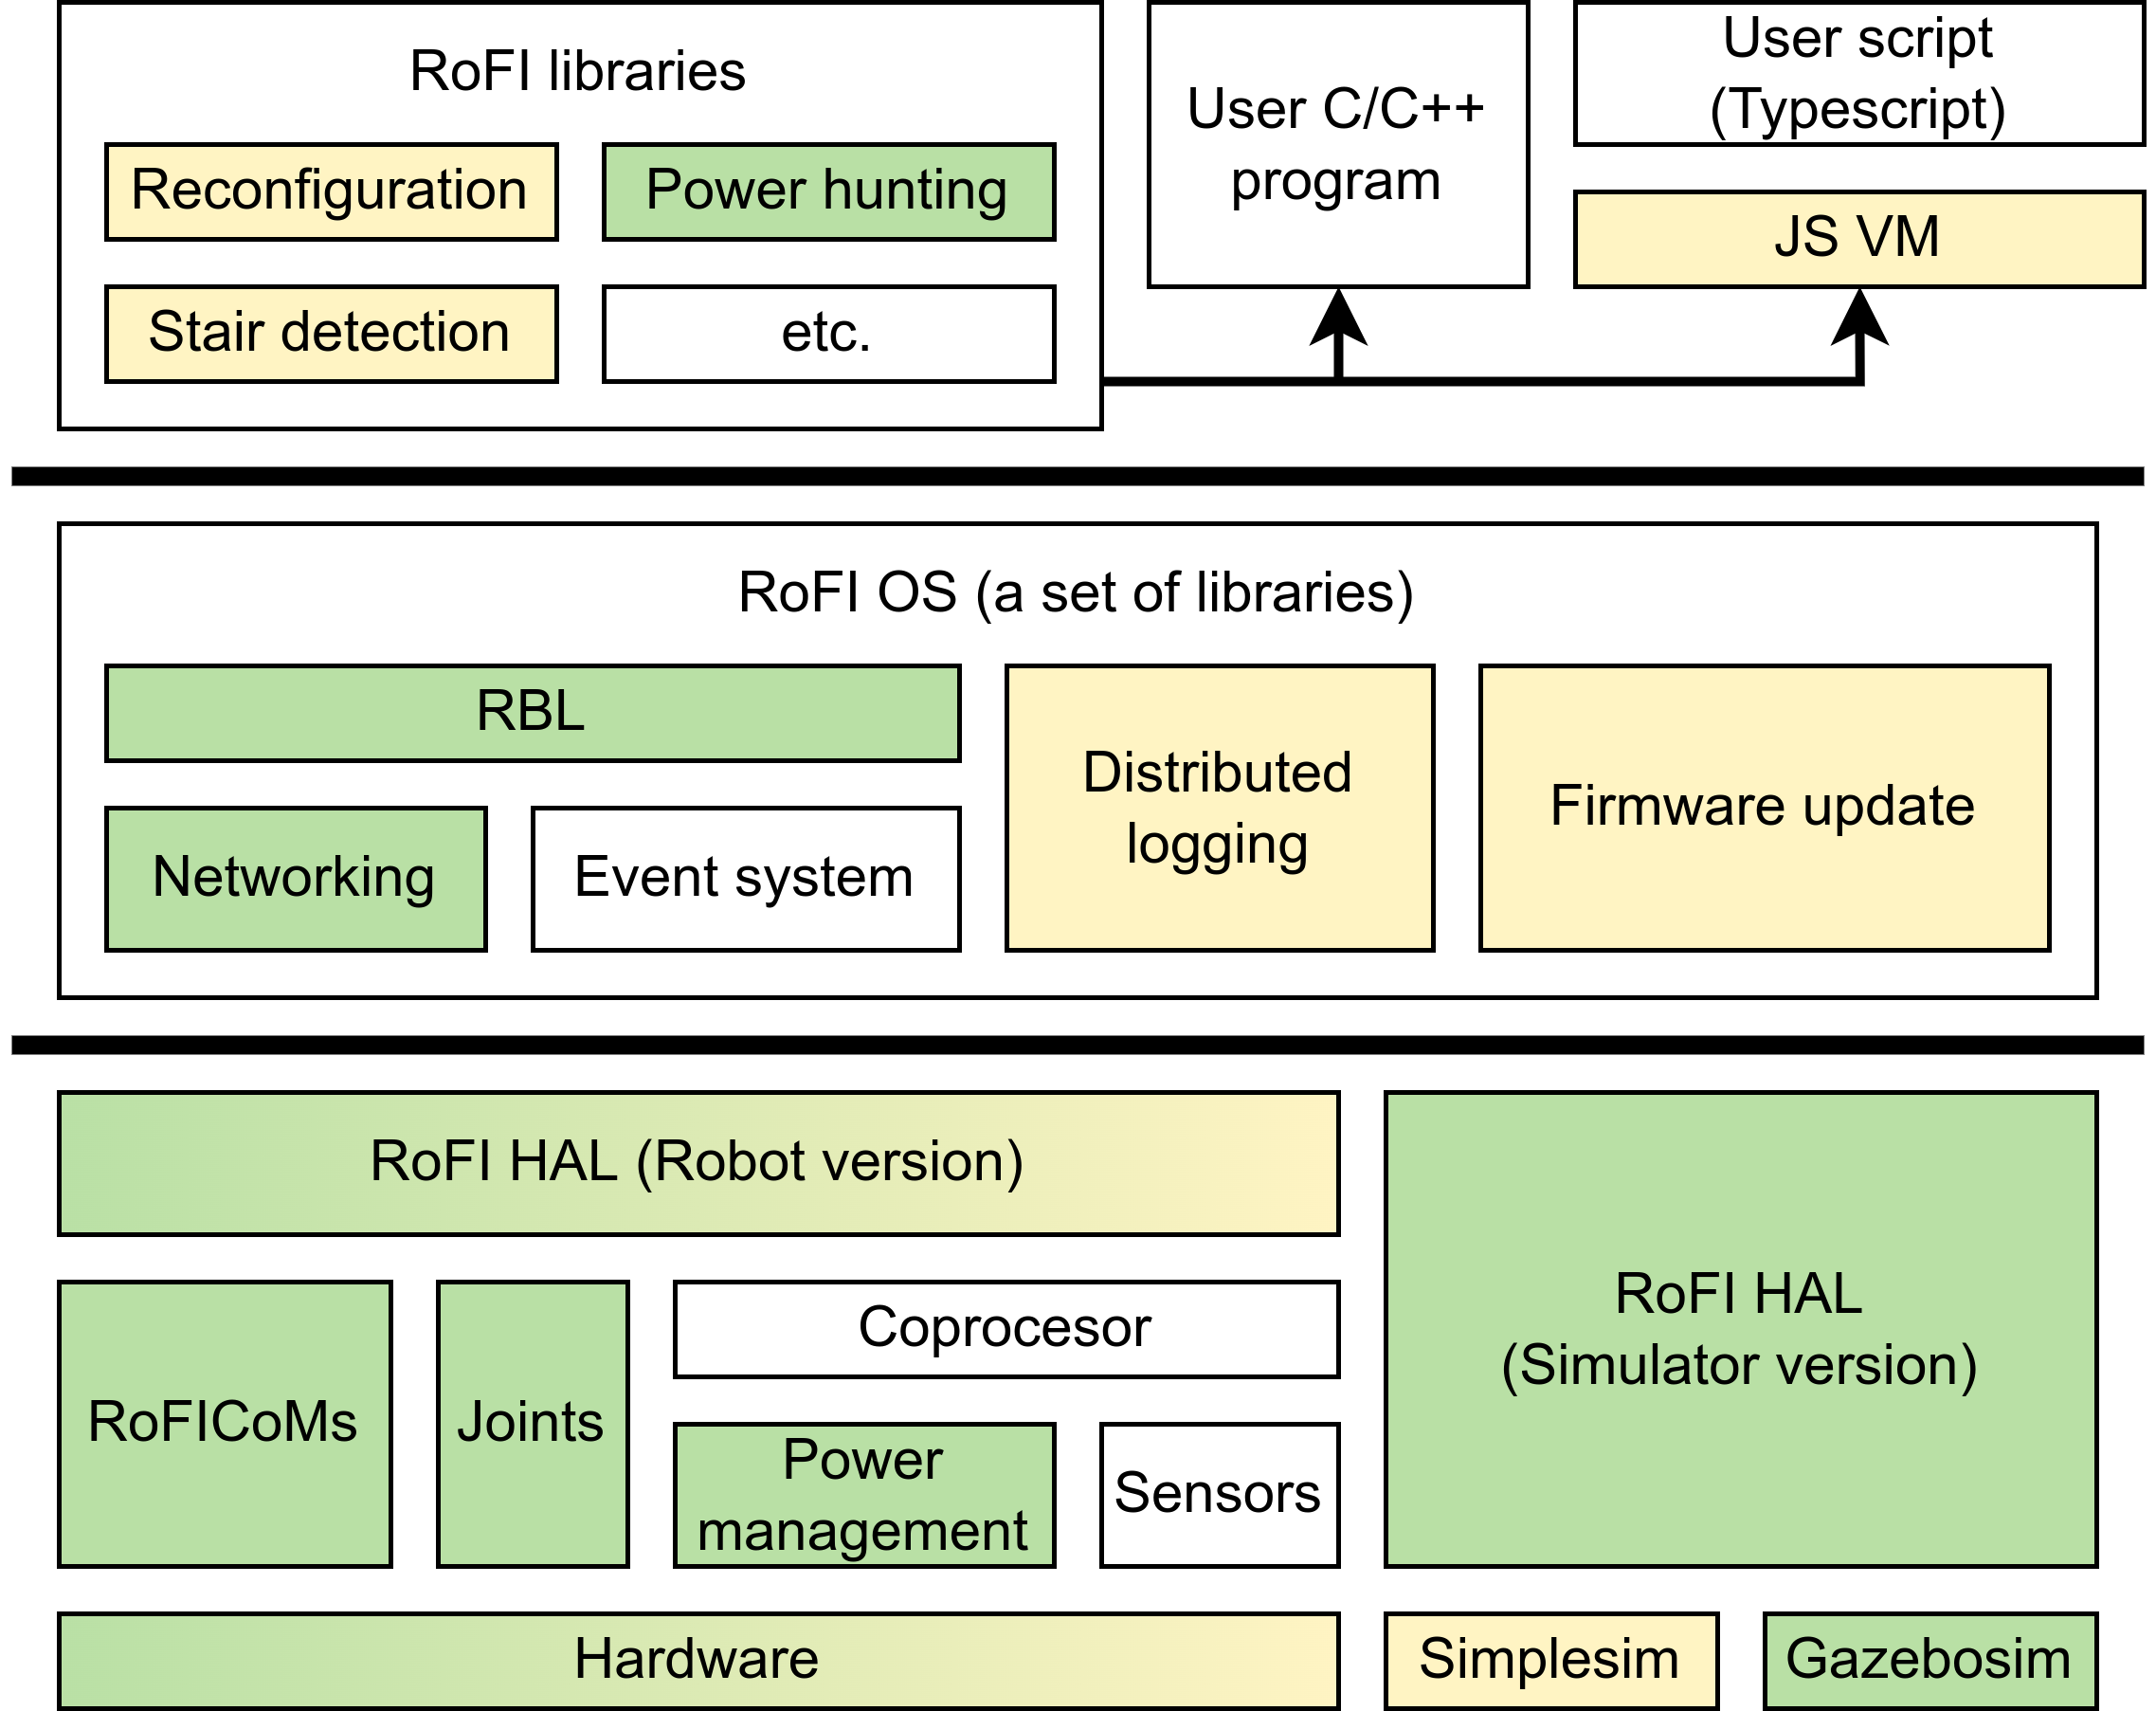 RoFI libraries
Reconfiguration
Power hunting
Stair detection
etc.
User C/C++
program
User script
(Typescript)
JS VM
RoFI OS (a set of libraries)
RBL
Networking
Event system
Distributed
logging
Firmware update
RoFI HAL (Robot version)
RoFICoMs
Joints
Coprocesor
Power
management
Sensors
Hardware
RoFI HAL
(Simulator version)
Simplesim
Gazebosim